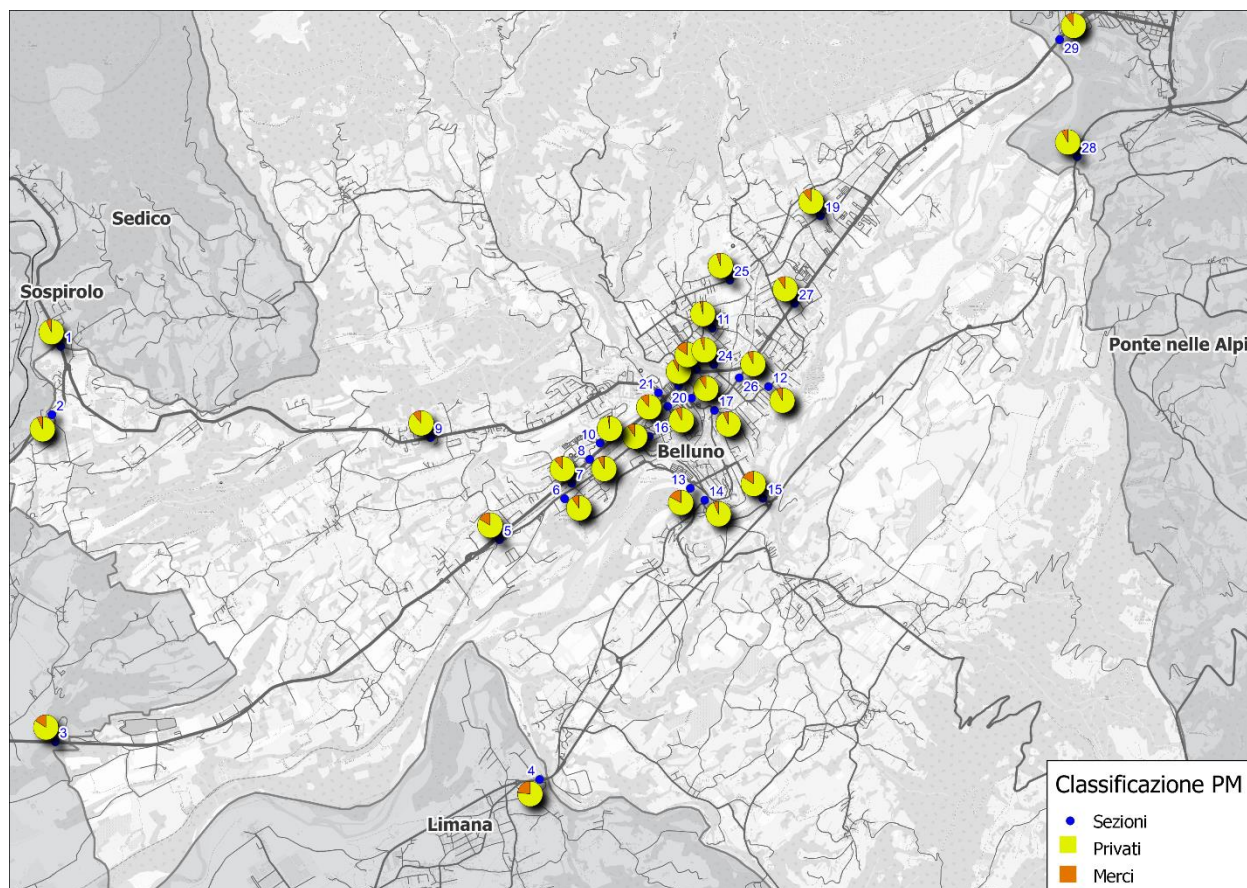 29
28
Sedico
19
25
Sospirolo
27
11
1
Ponte nelle Alpi
24
26
12
21
20
17
2
9
10
16
8
Belluno
7
13
6
14
15
5
3
4
Limana
Classificazione PM
Sezioni
Privati
Merci